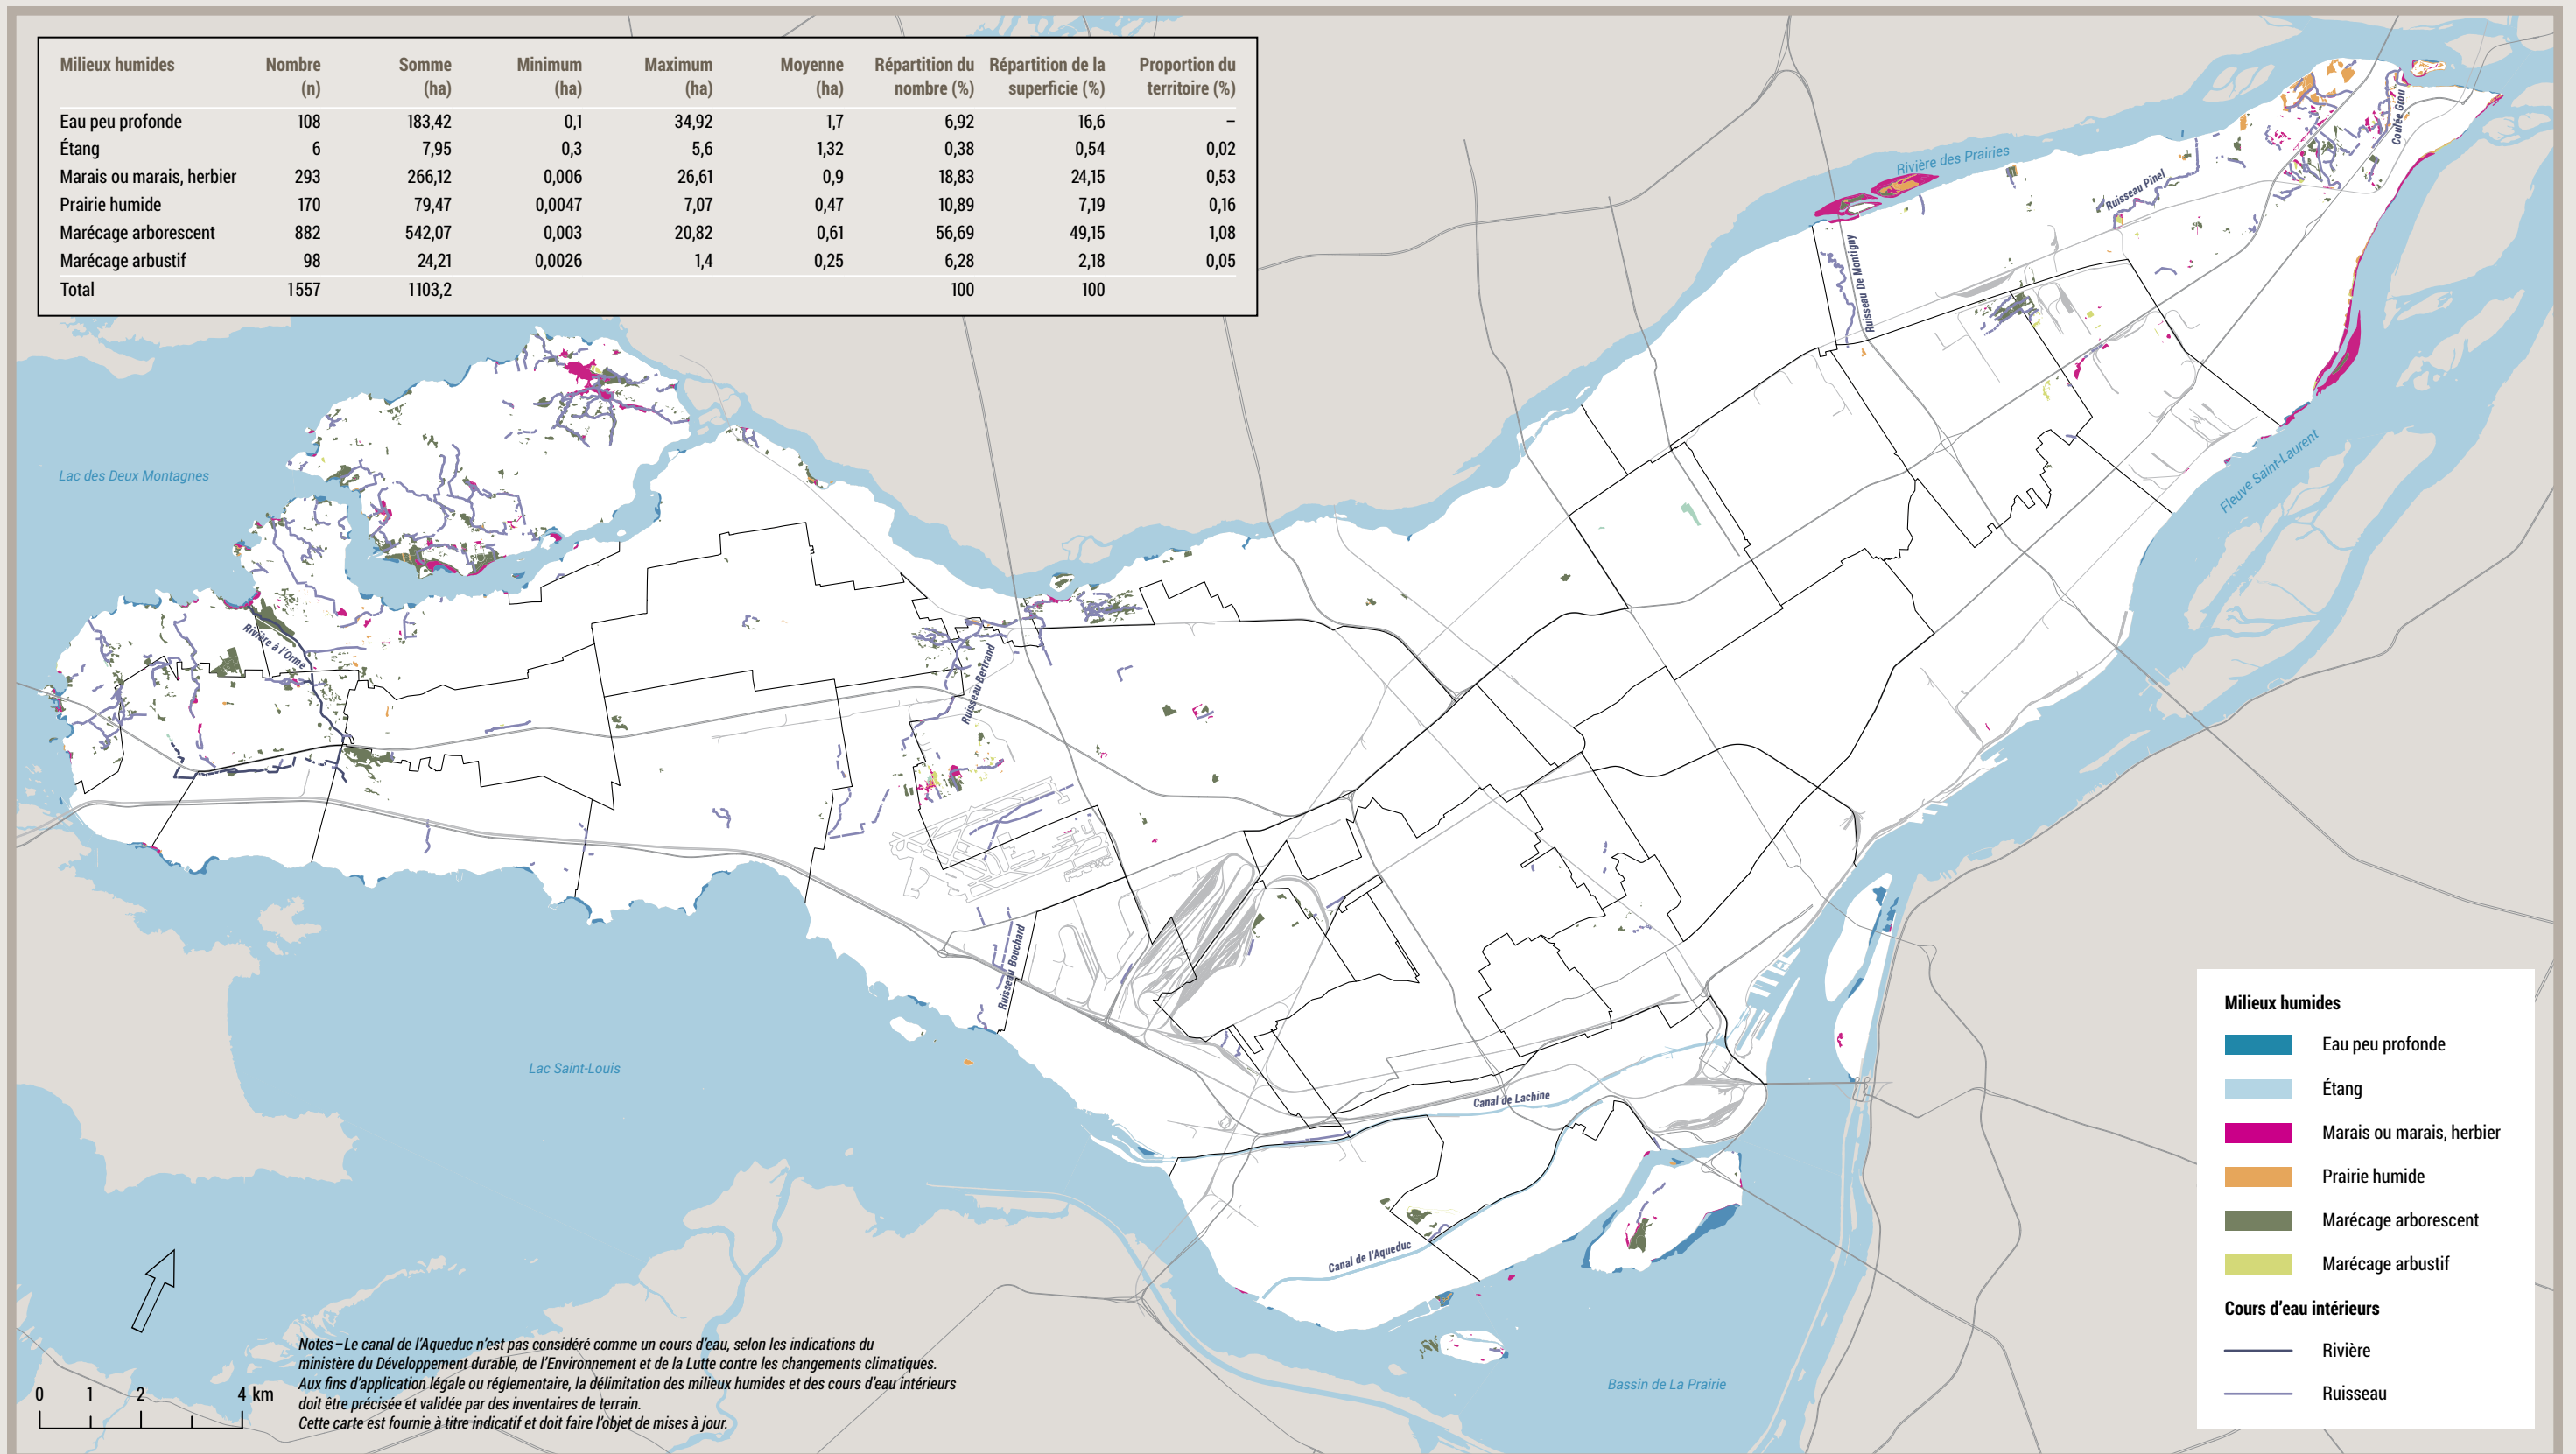 Milieux humides Nombre (n) Somme (ha) Minimum (ha) Maximum (ha) Moyenne (ha) Répartition du nombre (%) Répartition de la superficie (%) Proportion du territoire (%)
Eau peu profonde 108 183,42 0,1 34,92 1,7 6,92 16,6 –
Étang 6 7,95 0,3 5,6 1,32 0,38 0,54 0,02
Marais ou marais, herbier 293 266,12 0,006 26,61 0,9 18,83 24,15 0,53
Prairie humide 170 79,47 0,0047 7,07 0,47 10,89 7,19 0,16
Marécage arborescent 882 542,07 0,003 20,82 0,61 56,69 49,15 1,08
Marécage arbustif 98 24,21 0,0026 1,4 0,25 6,28 2,18 0,05
Total 1557 1103,2 100 100
Coulée Grou
Rivière des Prairies
Ruisseau Pinel
Ruisseau De Montigny
Fleuve Saint-Laurent
Lac des Deux Montagnes
Rivière à l'Orme
Ruisseau Bertrand
Ruisseau Bouchard
Lac Saint-Louis
Canal de Lachine
Canal de l'Aqueduc
Bassin de La Prairie
Milieux humides
Eau peu profonde
Étang
Marais ou marais, herbier
Prairie humide
Marécage arborescent
Marécage arbustif
Cours d'eau intérieurs
Rivière
Ruisseau
0 1 2 4 km
Notes – Le canal de l'Aqueduc n'est pas considéré comme un cours d'eau, selon les indications du
ministère du Développement durable, de l'Environnement et de la Lutte contre les changements climatiques.
Aux fins d'application légale ou réglementaire, la délimitation des milieux humides et des cours d'eau intérieurs
doit être précisée et validée par des inventaires de terrain.
Cette carte est fournie à titre indicatif et doit faire l'objet de mises à jour.